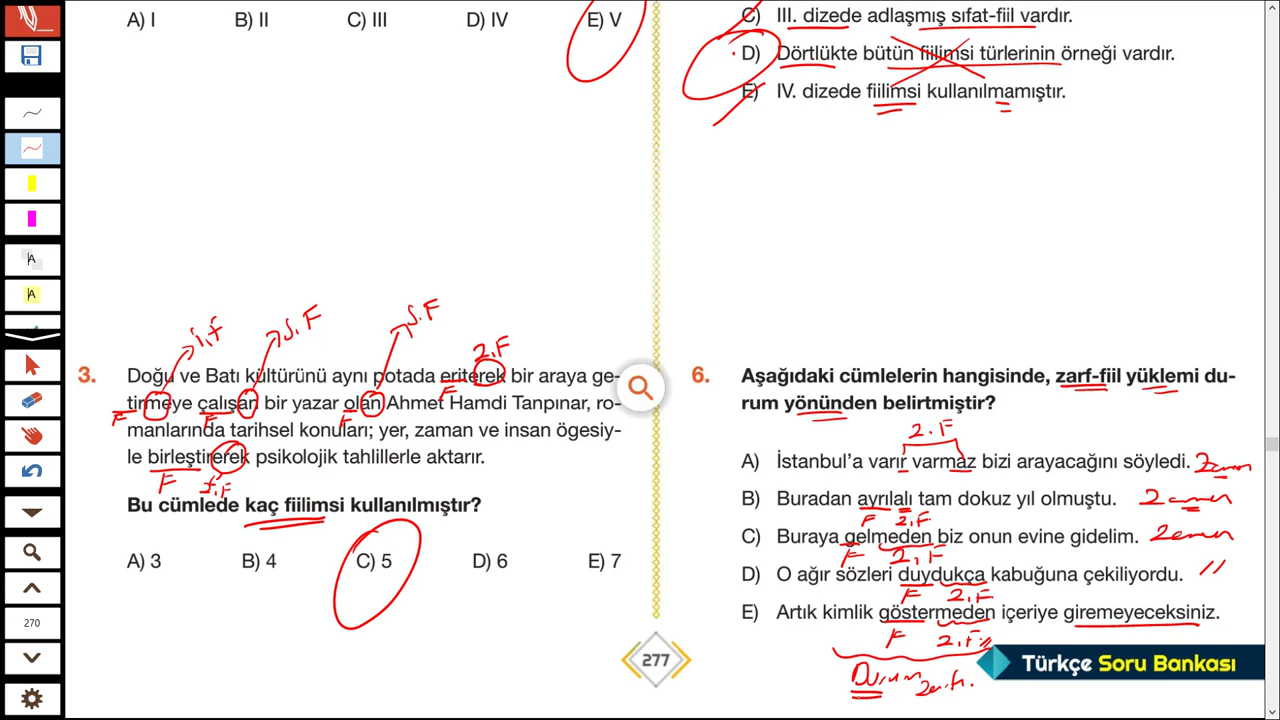 A) I B) II C) III D) IV E) V
3. Doğu ve Batı kültürünü aynı potada eriterek bir araya ge-
tirmeye çalışan bir yazar olan Ahmet Hamdi Tanpınar, ro-
manlarında tarihsel konuları; yer, zaman ve insan ögesiy-
le birleştirerek psikolojik tahlillerle aktarır.
i.f
S.F
S.F
Z.F
F
F
F
F
F
Z.F
Bu cümlede kaç fiilimsi kullanılmıştır?
A) 3 B) 4 C) 5 D) 6 E) 7
C) III. dizede adlaşmış sıfat-fiil vardır.
D) Dörtlükte bütün fiilimsi türlerinin örneği vardır.
E) IV. dizede fiilimsi kullanılmamıştır.
6. Aşağıdaki cümlelerin hangisinde, zarf-fiil yüklemi du-
rum yönünden belirtmiştir?
Z.F
A) İstanbul'a varır varmaz bizi arayacağını söyledi. Zaman
B) Buradan ayrılalı tam dokuz yıl olmuştu. Zaman
F Z.F
C) Buraya gelmeden biz onun evine gidelim. Zaman
F Z.F
D) O ağır sözleri duydukça kabuğuna çekiliyordu. "
F Z.F
E) Artık kimlik göstermeden içeriye giremeyeceksiniz.
F Z.F
Durum zarfı.
277
Türkçe Soru Bankası
A
A
270